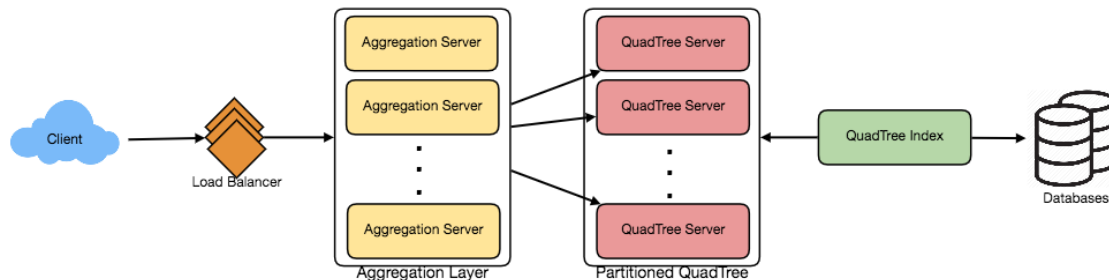 Client
Load Balancer
Aggregation Server
Aggregation Server
Aggregation Server
Aggregation Layer
QuadTree Server
QuadTree Server
QuadTree Server
Partitioned QuadTree
QuadTree Index
Databases